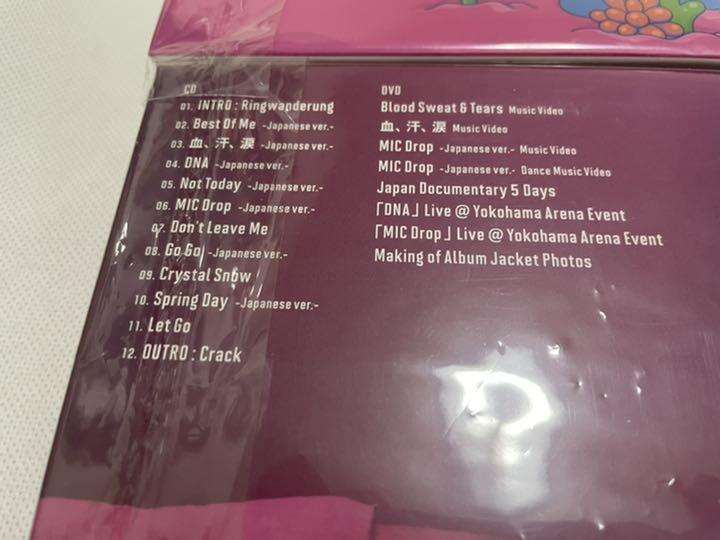 CD
01. INTRO : Ringwanderung
02. Best Of Me -Japanese ver.-
03. 血、汗、涙 -Japanese ver.-
04. DNA -Japanese ver.-
05. Not Today -Japanese ver.-
06. MIC Drop -Japanese ver.-
07. Don't Leave Me
08. Go Go -Japanese ver.-
09. Crystal Snow
10. Spring Day -Japanese ver.-
11. Let Go
12. OUTRO : Crack
DVD
Blood Sweat & Tears Music Video
血、汗、涙 Music Video
MIC Drop -Japanese ver.- Music Video
MIC Drop -Japanese ver.- Dance Music Video
Japan Documentary 5 Days
「DNA」 Live @ Yokohama Arena Event
「MIC Drop」 Live @ Yokohama Arena Event
Making of Album Jacket Photos